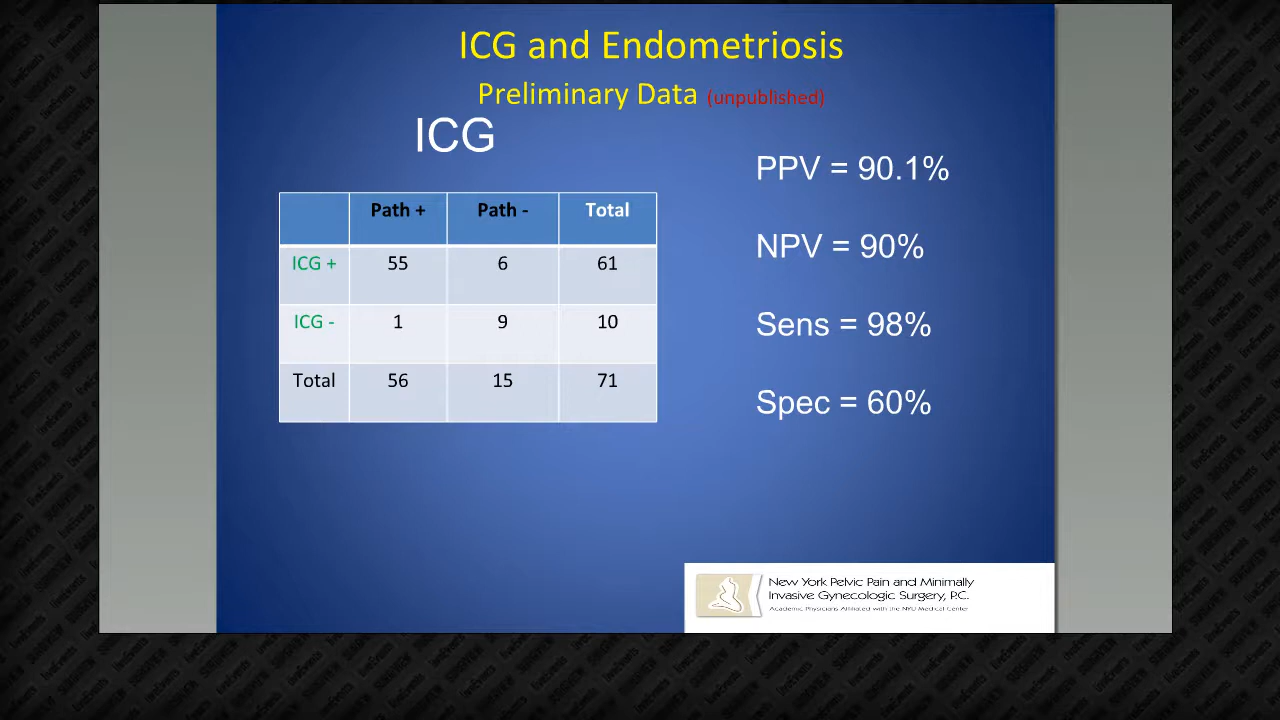 ICG and Endometriosis
Preliminary Data (unpublished)
ICG
Path + Path - Total
ICG + 55 6 61
ICG - 1 9 10
Total 56 15 71
PPV = 90.1%
NPV = 90%
Sens = 98%
Spec = 60%
New York Pelvic Pain and Minimally
Invasive Gynecologic Surgery, P.C.
Academic Physicians Affiliated with the NYU Medical Center